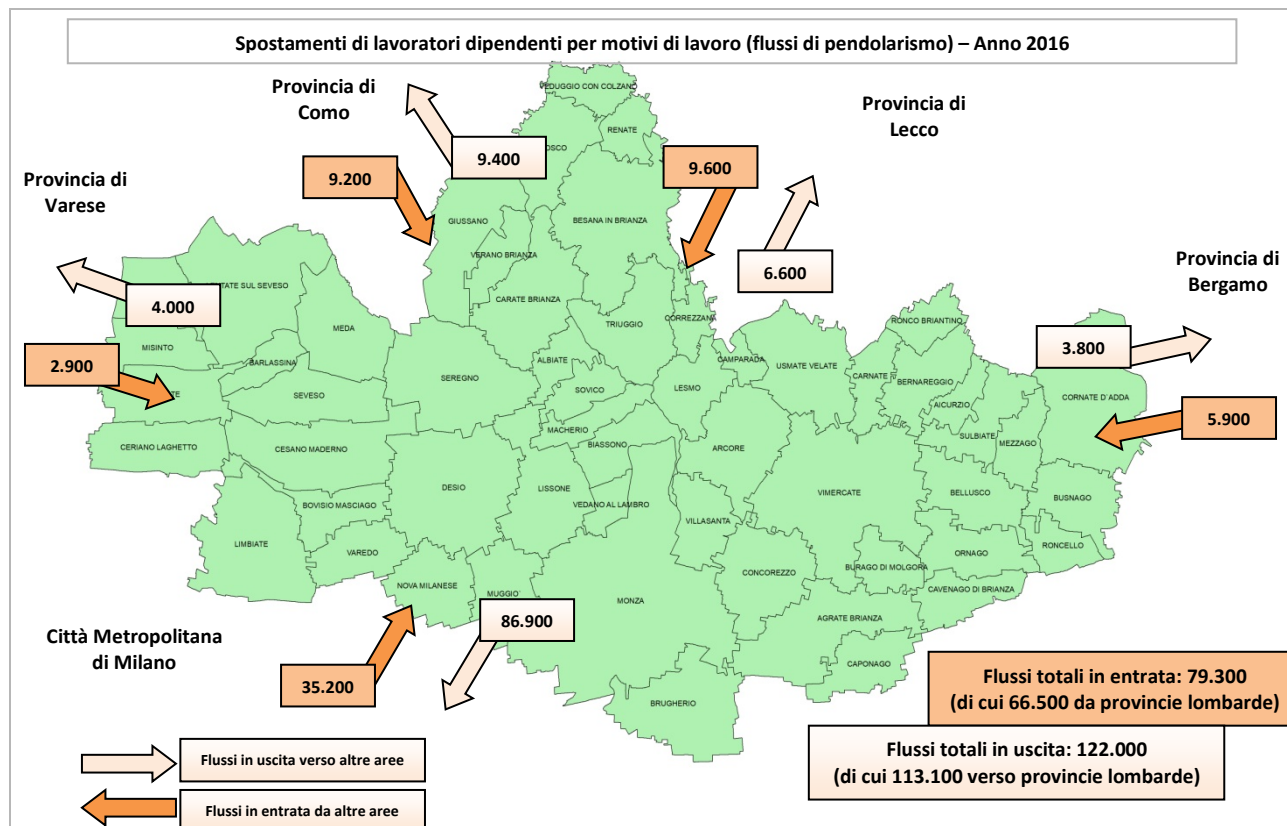 Spostamenti di lavoratori dipendenti per motivi di lavoro (flussi di pendolarismo) – Anno 2016
Provincia di
Como
Provincia di
Lecco
Provincia di
Varese
Provincia di
Bergamo
Città Metropolitana
di Milano
9.400
9.200
9.600
6.600
4.000
2.900
3.800
5.900
86.900
35.200
VEDUGGIO CON COLZANO
RENATE
OSCO
GIUSSANO
BESANA IN BRIANZA
VERANO BRIANZA
CARATE BRIANZA
TATE SUL SEVESO
MEDA
MISINTO
BARLASSINA
SEVESO
TE
CERIANO LAGHETTO
CESANO MADERNO
SEREGNO
ALBIATE
TRIUGGIO
CORREZZANA
SOVICO
MACHERIO
BIASSONO
LESMO
CAMPARADA
USMATE VELATE
CARNATE
RONCO BRIANTINO
BERNAREGGIO
AICURZIO
SULBIATE
MEZZAGO
CORNATE D'ADDA
ARCORE
VIMERCATE
BELLUSCO
BUSNAGO
DESIO
LISSONE
VEDANO AL LAMBRO
VILLASANTA
BOVISIO MASCIAGO
LIMBIATE
VAREDO
NOVA MILANESE
MUGGIO'
MONZA
CONCOREZZO
BURAGO DI MOLGORA
ORNAGO
RONCELLO
CAVENAGO DI BRIANZA
AGRATE BRIANZA
CAPONAGO
BRUGHERIO
Flussi totali in entrata: 79.300
(di cui 66.500 da provincie lombarde)
Flussi totali in uscita: 122.000
(di cui 113.100 verso provincie lombarde)
Flussi in uscita verso altre aree
Flussi in entrata da altre aree